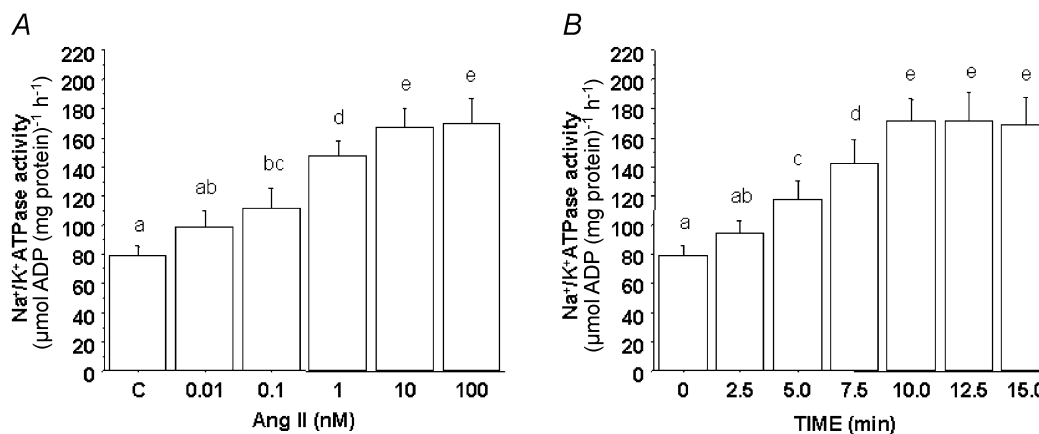 A
220
200
180
160
140
120
100
80
60
40
20
0
Na⁺/K⁺ATPase activity
(µmol ADP (mg protein)⁻¹ h⁻¹)
a
ab
bc
d
e
e
C 0.01 0.1 1 10 100
Ang II (nM)
B
220
200
180
160
140
120
100
80
60
40
20
0
Na⁺/K⁺ATPase activity
(µmol ADP (mg protein)⁻¹ h⁻¹)
a
ab
c
d
e
e
e
0 2.5 5.0 7.5 10.0 12.5 15.0
TIME (min)